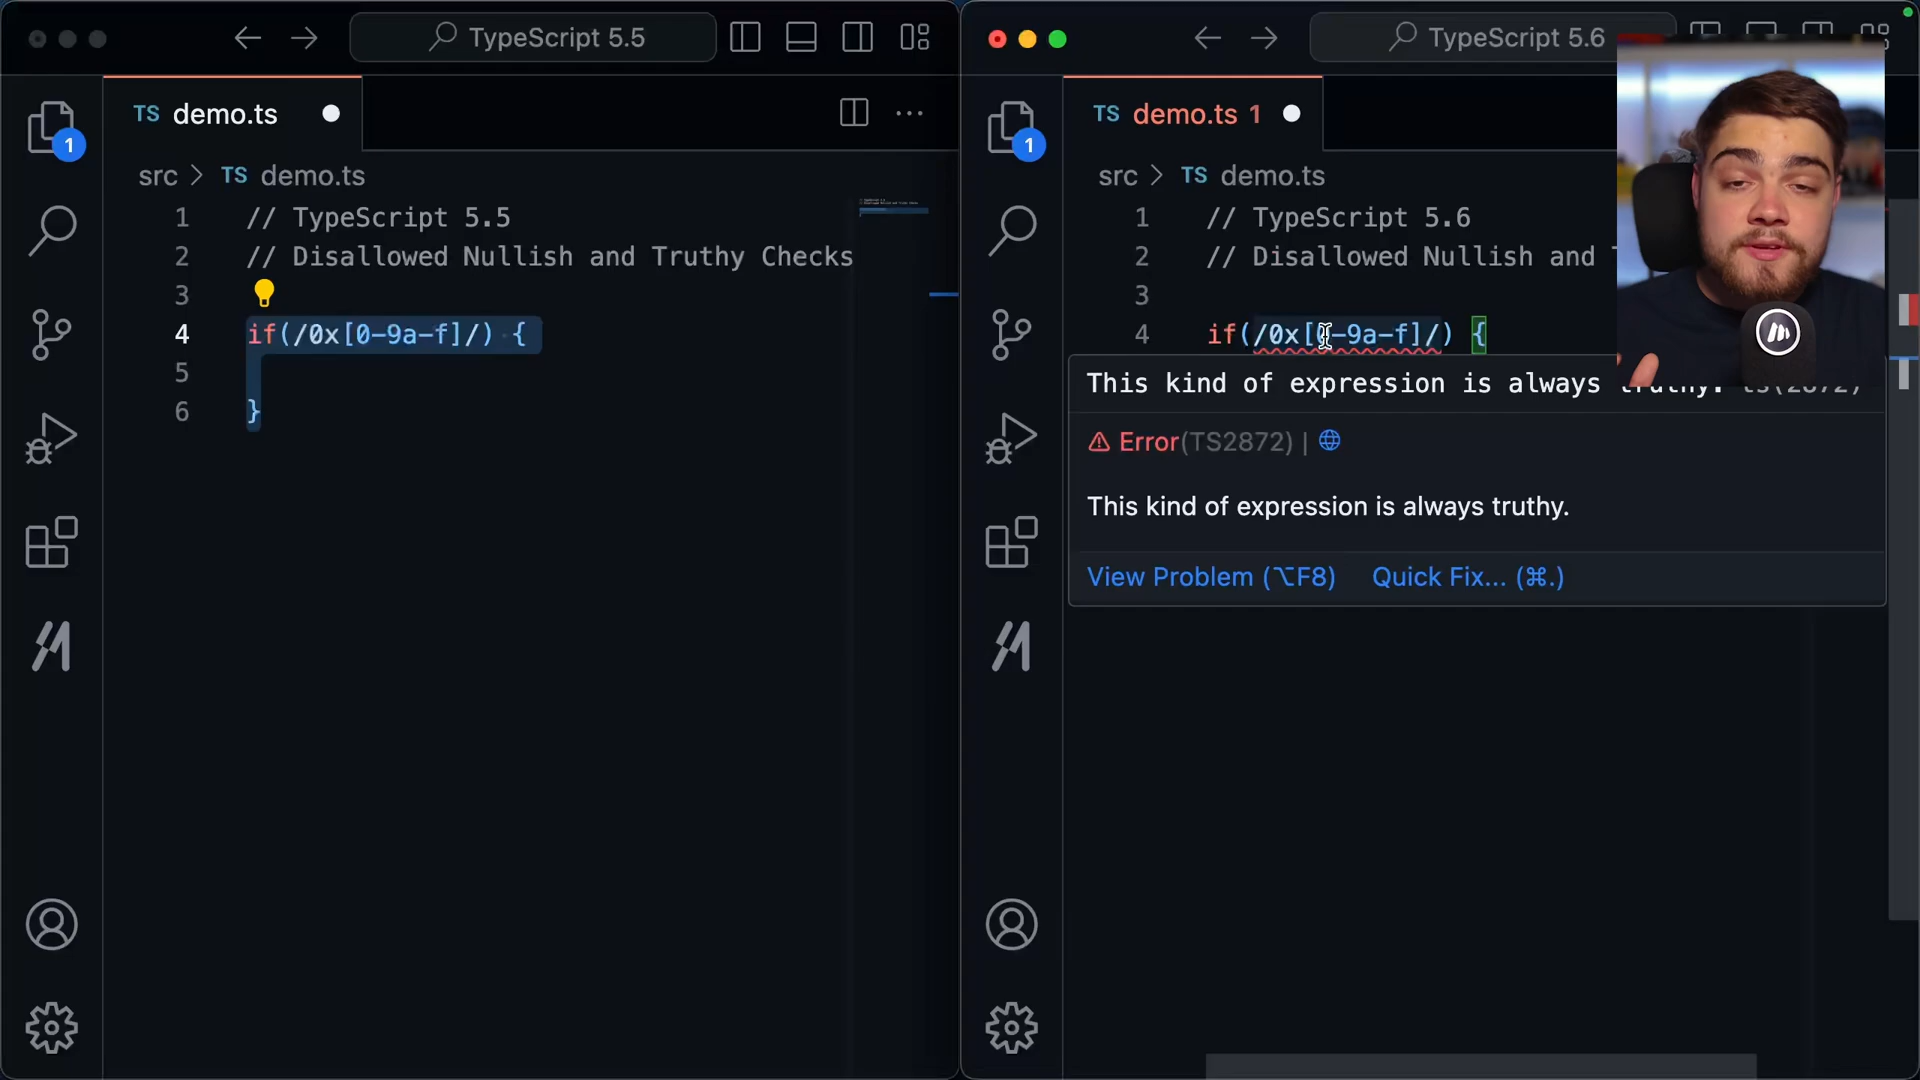 TypeScript 5.5
TS demo.ts
1
src > TS demo.ts
1 // TypeScript 5.5
2 // Disallowed Nullish and Truthy Checks
3
4 if(/0x[0-9a-f]/) {
5
6 }
TypeScript 5.6
TS demo.ts 1
1
src > TS demo.ts
1 // TypeScript 5.6
2 // Disallowed Nullish and
3
4 if(/0x[0-9a-f]/) {
This kind of expression is always truthy. ts(2872)
Error(TS2872) |
This kind of expression is always truthy.
View Problem (⌥F8) Quick Fix... (⌘.)